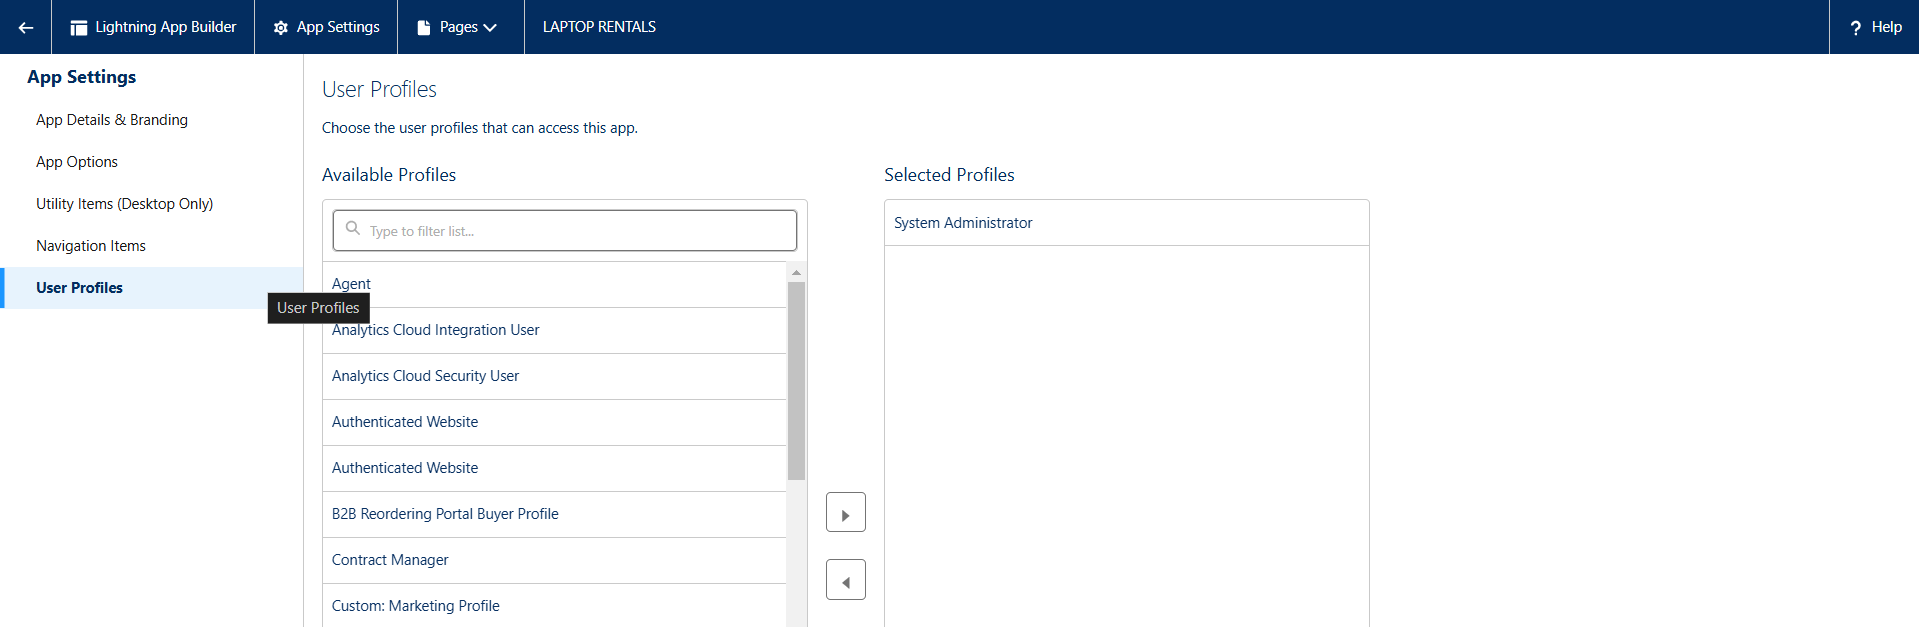 Lightning App Builder
App Settings
Pages
LAPTOP RENTALS
Help
App Settings
App Details & Branding
App Options
Utility Items (Desktop Only)
Navigation Items
User Profiles
User Profiles
User Profiles
Choose the user profiles that can access this app.
Available Profiles
Type to filter list...
Agent
Analytics Cloud Integration User
Analytics Cloud Security User
Authenticated Website
Authenticated Website
B2B Reordering Portal Buyer Profile
Contract Manager
Custom: Marketing Profile
Selected Profiles
System Administrator